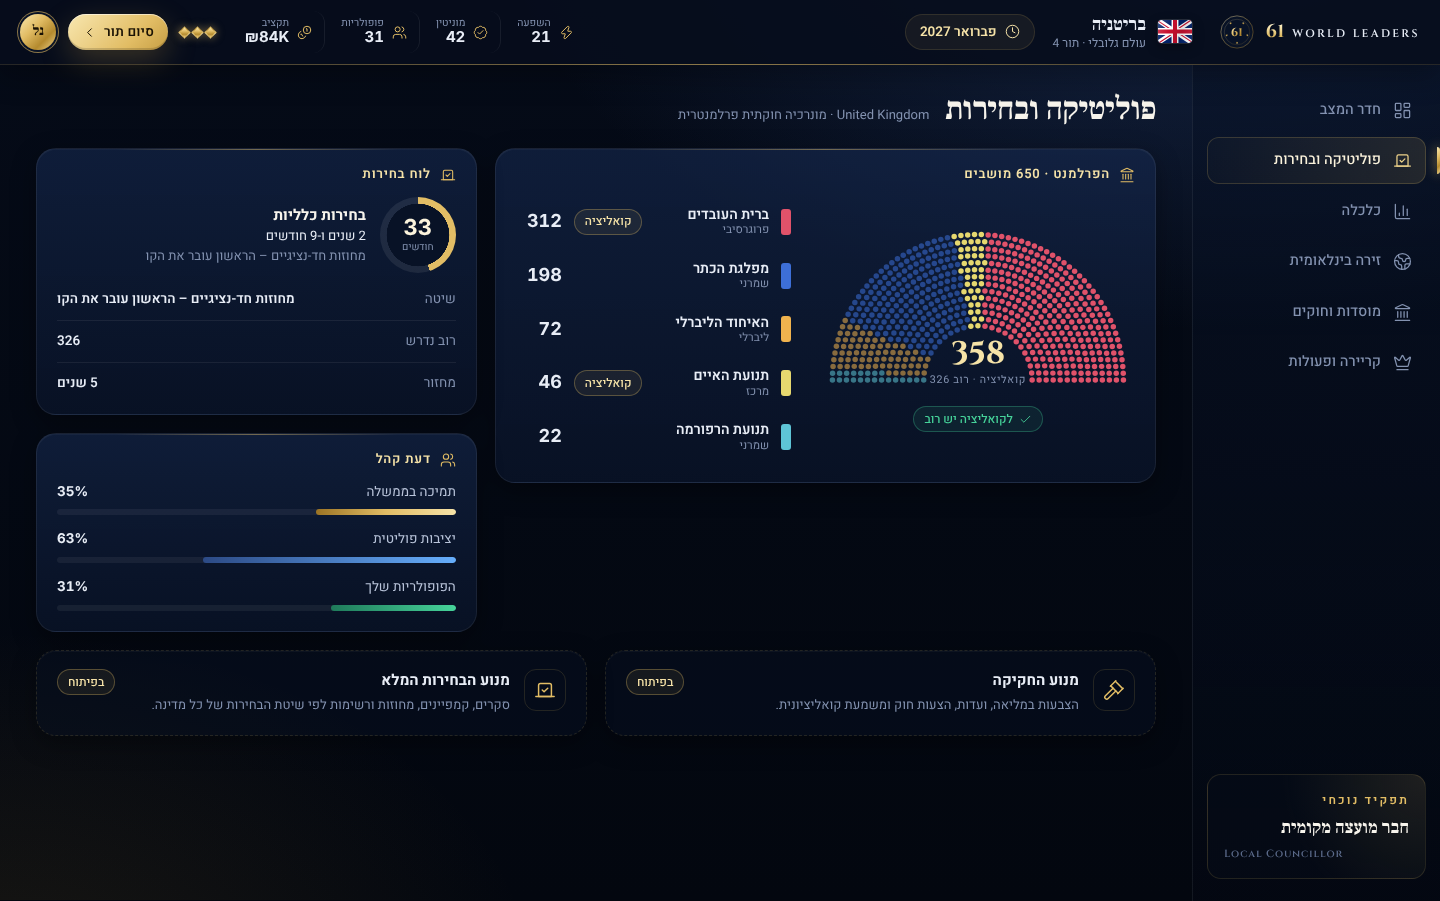 61 WORLD LEADERS
61
בריטניה
עולם גלובלי · תור 4
פברואר 2027
השפעה
21
מוניטין
42
פופולריות
31
תקציב
₪84K
סיום תור
גל
חדר המצב
פוליטיקה ובחירות
כלכלה
זירה בינלאומית
מוסדות וחוקים
קריירה ופעולות
תפקיד נוכחי
חבר מועצה מקומית
LOCAL COUNCILLOR
פוליטיקה ובחירות
United Kingdom · מונרכיה חוקתית פרלמנטרית
הפרלמנט · 650 מושבים
358
קואליציה · רוב 326
לקואליציה יש רוב
ברית העובדים
פרוגרסיבי
קואליציה
312
מפלגת הכתר
שמרני
198
האיחוד הליברלי
ליברלי
72
תנועת האיים
מרכז
קואליציה
46
תנועת הרפורמה
שמרני
22
לוח בחירות
33
חודשים
בחירות כלליות
2 שנים ו-9 חודשים
מחוזות חד-נציגיים – הראשון עובר את הקו
שיטה
מחוזות חד-נציגיים – הראשון עובר את הקו
רוב נדרש
326
מחזור
5 שנים
דעת קהל
תמיכה בממשלה
35%
יציבות פוליטית
63%
הפופולריות שלך
31%
מנוע החקיקה
בפיתוח
הצבעות במליאה, ועדות, הצעות חוק ומשמעת קואליציונית.
מנוע הבחירות המלא
בפיתוח
סקרים, קמפיינים, מחוזות ורשימות לפי שיטת הבחירות של כל מדינה.